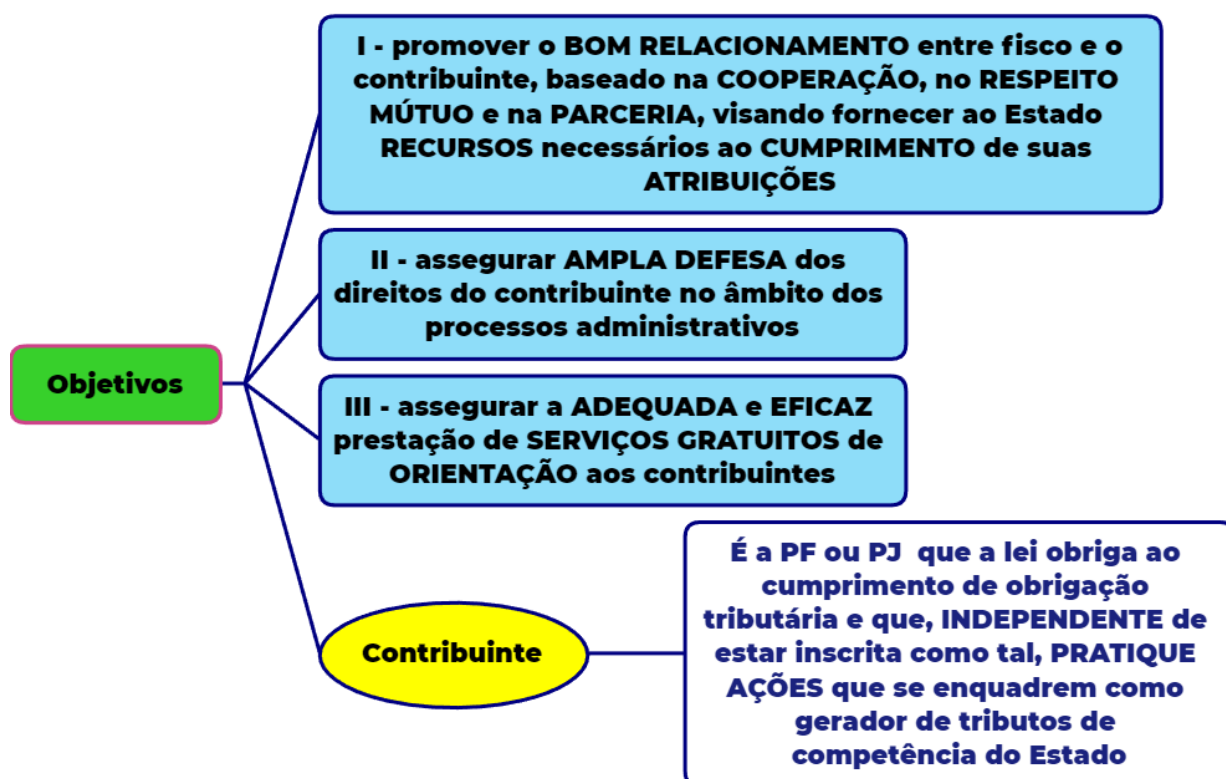 I - promover o BOM RELACIONAMENTO entre fisco e o
contribuinte, baseado na COOPERAÇÃO, no RESPEITO
MÚTUO e na PARCERIA, visando fornecer ao Estado
RECURSOS necessários ao CUMPRIMENTO de suas
ATRIBUIÇÕES
II - assegurar AMPLA DEFESA dos
direitos do contribuinte no âmbito dos
processos administrativos
Objetivos
III - assegurar a ADEQUADA e EFICAZ
prestação de SERVIÇOS GRATUITOS de
ORIENTAÇÃO aos contribuintes
Contribuinte
É a PF ou PJ que a lei obriga ao
cumprimento de obrigação
tributária e que, INDEPENDENTE de
estar inscrita como tal, PRATIQUE
AÇÕES que se enquadrem como
gerador de tributos de
competência do Estado